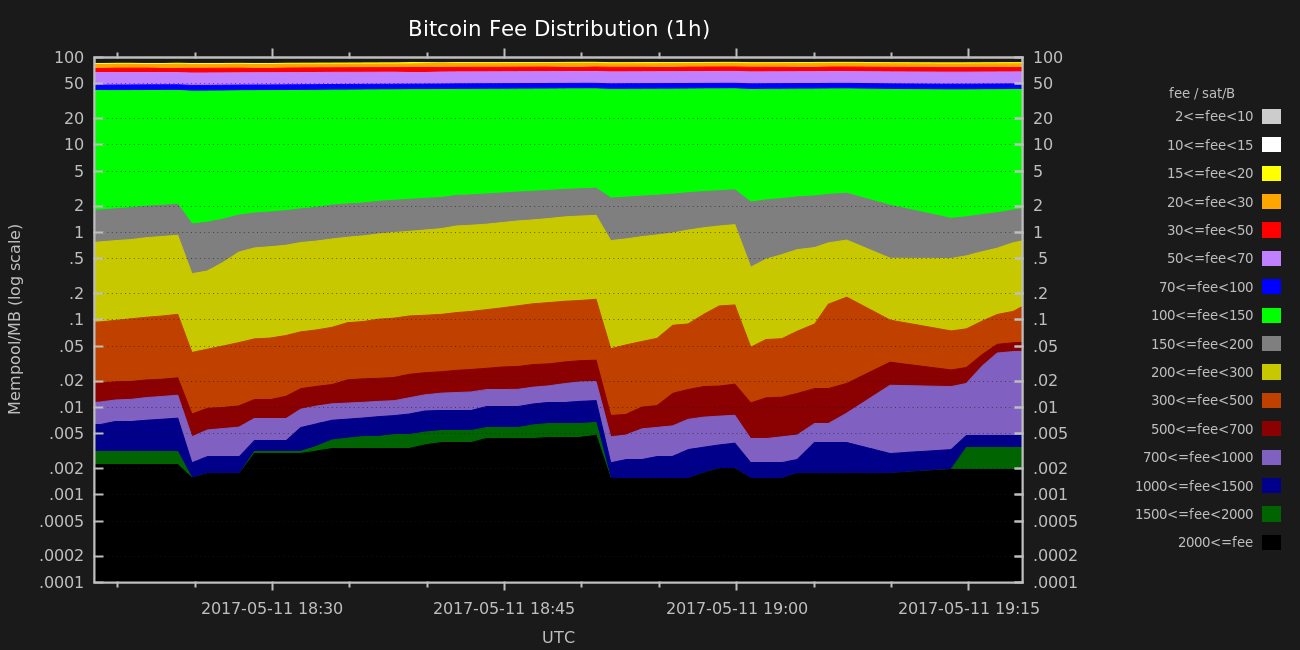 Bitcoin Fee Distribution (1h)
100
50
20
10
5
2
1
.5
.2
.1
.05
.02
.01
.005
.002
.001
.0005
.0002
.0001
Mempool/MB (log scale)
100
50
20
10
5
2
1
.5
.2
.1
.05
.02
.01
.005
.002
.001
.0005
.0002
.0001
fee / sat/B
2<=fee<10
10<=fee<15
15<=fee<20
20<=fee<30
30<=fee<50
50<=fee<70
70<=fee<100
100<=fee<150
150<=fee<200
200<=fee<300
300<=fee<500
500<=fee<700
700<=fee<1000
1000<=fee<1500
1500<=fee<2000
2000<=fee
2017-05-11 18:30 2017-05-11 18:45 2017-05-11 19:00 2017-05-11 19:15
UTC